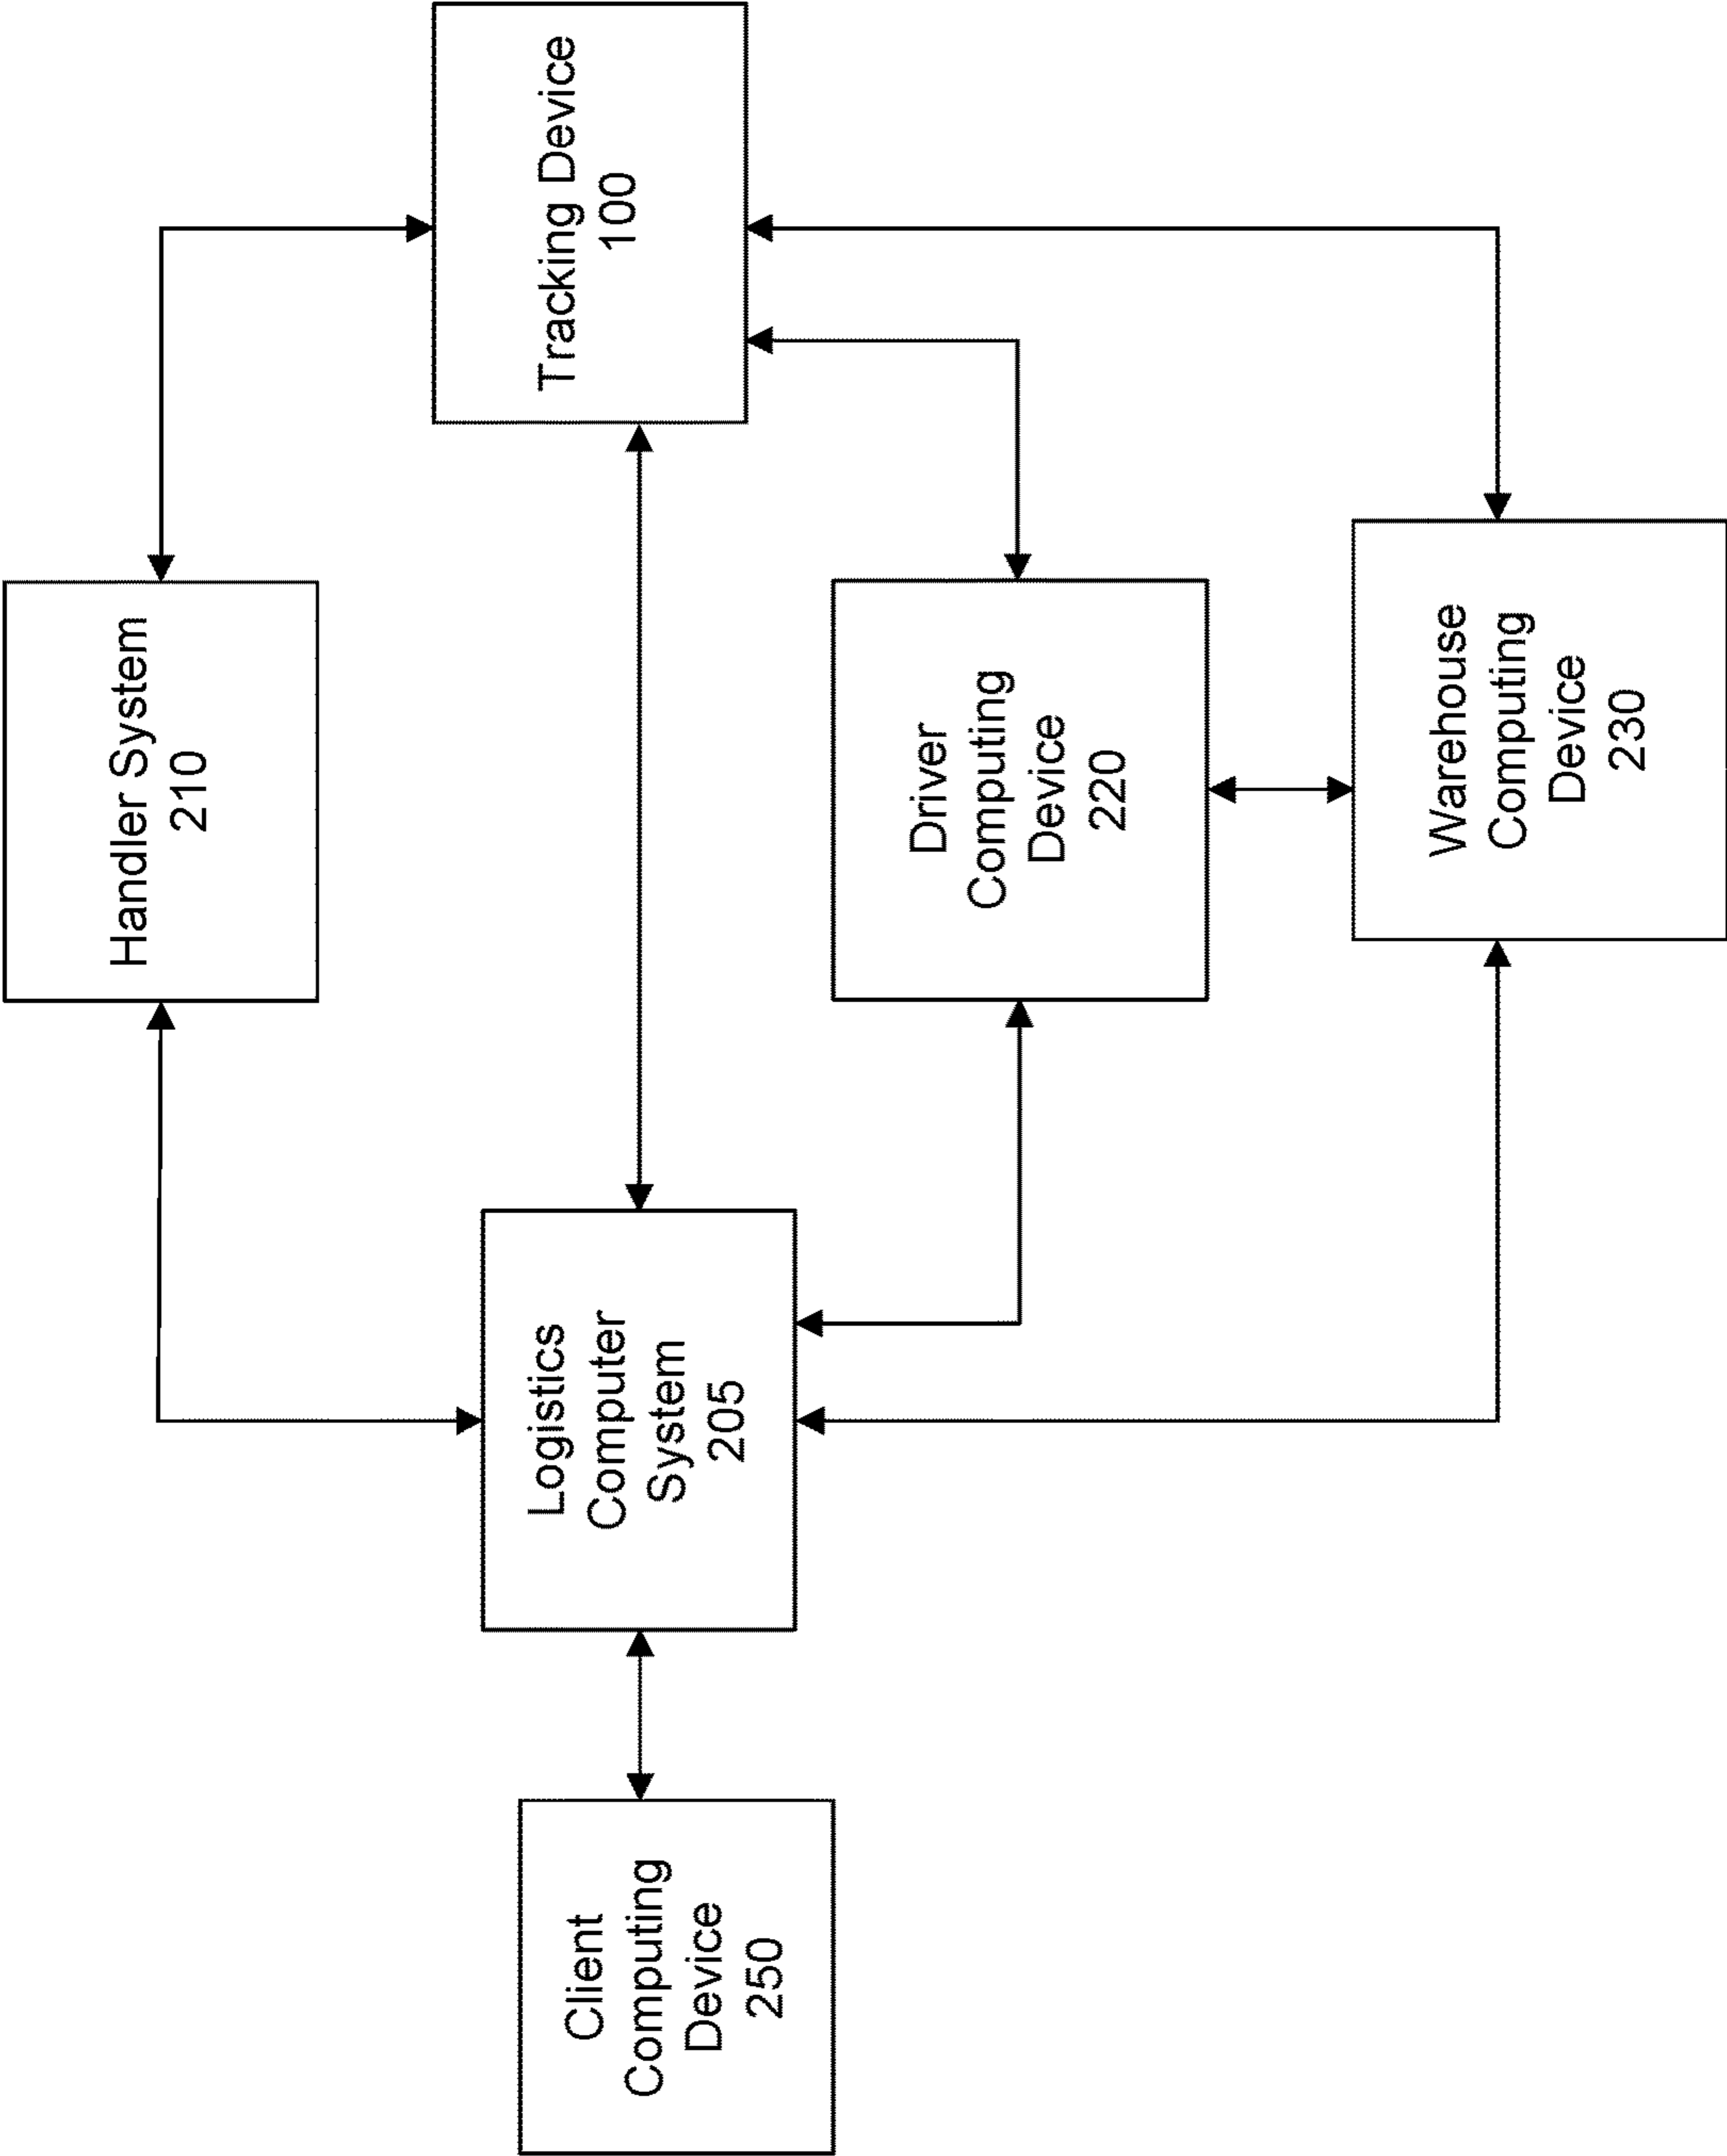 Handler System
210
Tracking Device
100
Logistics
Computer
System
205
Client
Computing
Device
250
Driver
Computing
Device
220
Warehouse
Computing
Device
230